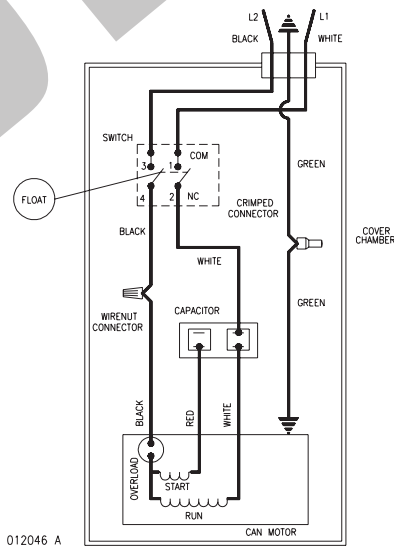 L2
L1
BLACK
WHITE
SWITCH
COM
3
1
4
2
NC
FLOAT
GREEN
CRIMPED
CONNECTOR
COVER
CHAMBER
BLACK
WHITE
WIRENUT
CONNECTOR
CAPACITOR
GREEN
BLACK
RED
WHITE
OVERLOAD
START
RUN
CAN MOTOR
012046 A